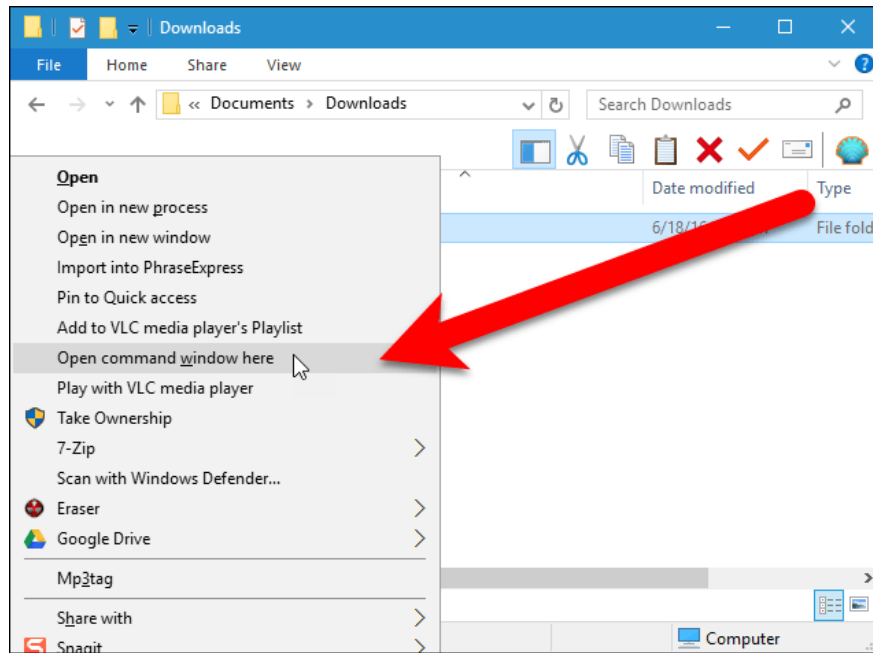 Downloads
File Home Share View
« Documents › Downloads
Search Downloads
Date modified Type
6/18/16
File fold
Open
Open in new process
Open in new window
Import into PhraseExpress
Pin to Quick access
Add to VLC media player's Playlist
Open command window here
Play with VLC media player
Take Ownership
7-Zip
Scan with Windows Defender...
Eraser
Google Drive
Mp3tag
Share with
Snagit
Computer